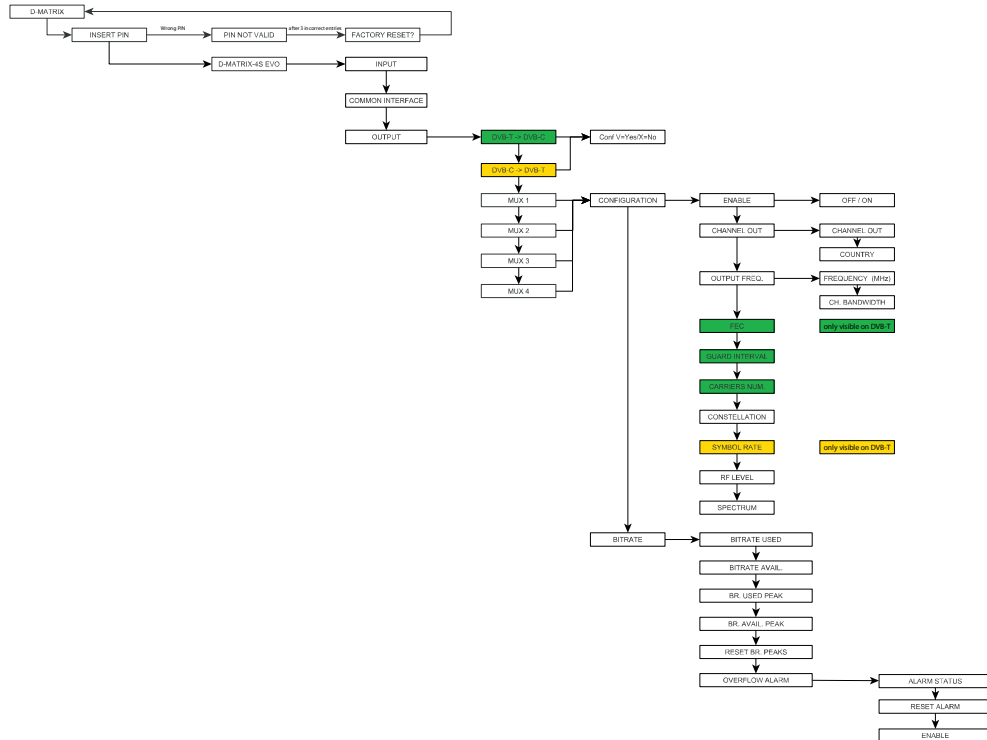 D-MATRIX
INSERT PIN
Wrong PIN
PIN NOT VALID
after 3 incorrect entries
FACTORY RESET?
D-MATRIX-4S EVO
INPUT
COMMON INTERFACE
OUTPUT
DVB-T -> DVB-C
Conf V=Yes/X=No
DVB-C -> DVB-T
MUX 1
CONFIGURATION
ENABLE
OFF / ON
MUX 2
CHANNEL OUT
CHANNEL OUT
COUNTRY
MUX 3
OUTPUT FREQ.
FREQUENCY (MHz)
MUX 4
CH. BANDWIDTH
FEC
only visible on DVB-T
GUARD INTERVAL
CARRIERS NUM.
CONSTELLATION
SYMBOL RATE
only visible on DVB-T
RF LEVEL
SPECTRUM
BITRATE
BITRATE USED
BITRATE AVAIL.
BR. USED PEAK
BR. AVAIL. PEAK
RESET BR. PEAKS
OVERFLOW ALARM
ALARM STATUS
RESET ALARM
ENABLE